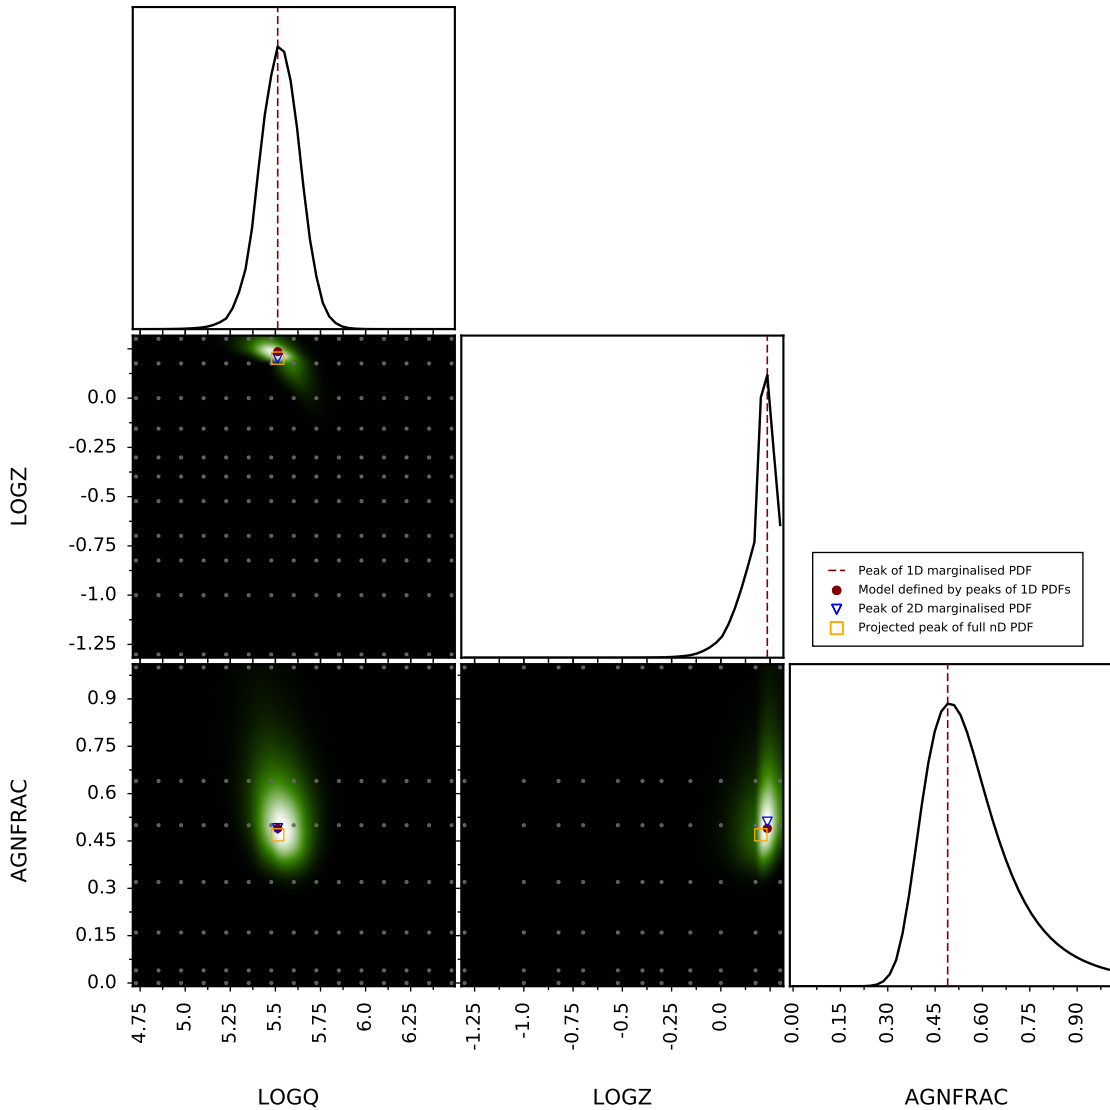 LOGZ
0.0
-0.25
-0.5
-0.75
-1.0
-1.25
Peak of 1D marginalised PDF
Model defined by peaks of 1D PDFs
Peak of 2D marginalised PDF
Projected peak of full nD PDF
AGNFRAC
0.9
0.75
0.6
0.45
0.3
0.15
0.0
4.75 5.0 5.25 5.5 5.75 6.0 6.25
-1.25 -1.0 -0.75 -0.5 -0.25 0.0
0.00 0.15 0.30 0.45 0.60 0.75 0.90
LOGQ LOGZ AGNFRAC